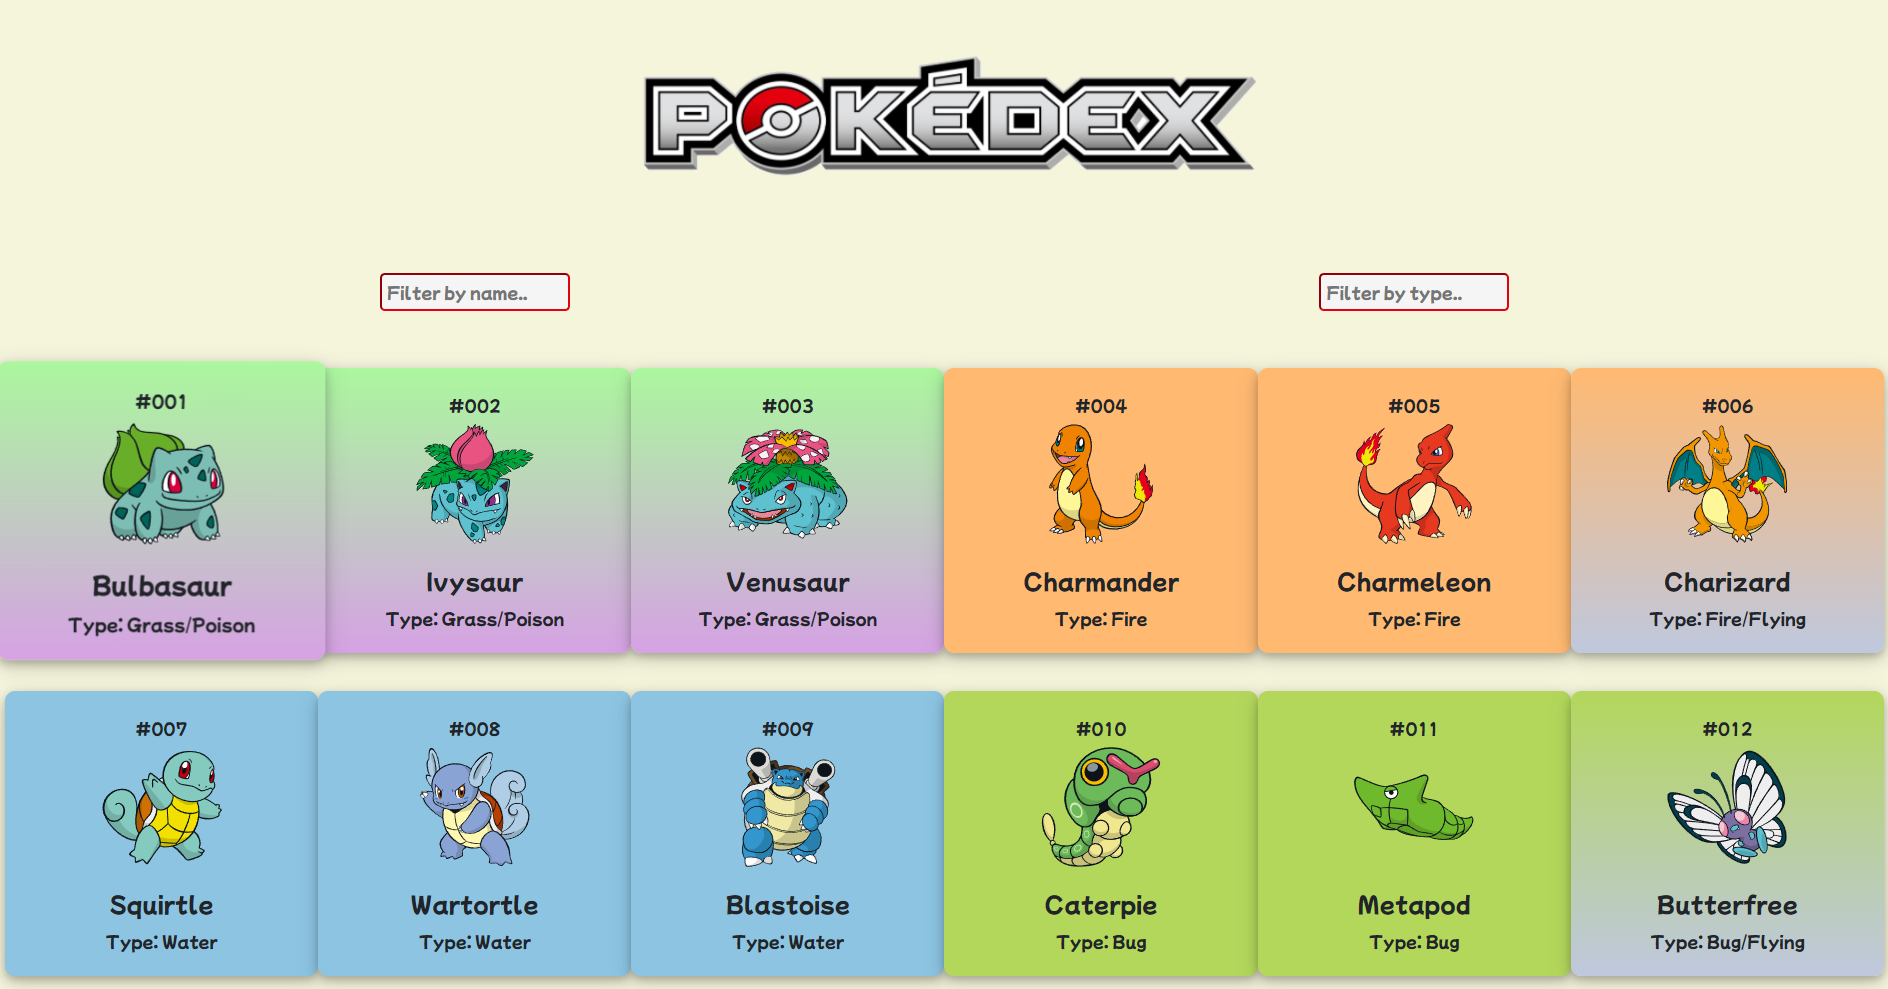 POKÉDEX
Filter by name..
Filter by type..
#001
Bulbasaur
Type: Grass/Poison
#002
Ivysaur
Type: Grass/Poison
#003
Venusaur
Type: Grass/Poison
#004
Charmander
Type: Fire
#005
Charmeleon
Type: Fire
#006
Charizard
Type: Fire/Flying
#007
Squirtle
Type: Water
#008
Wartortle
Type: Water
#009
Blastoise
Type: Water
#010
Caterpie
Type: Bug
#011
Metapod
Type: Bug
#012
Butterfree
Type: Bug/Flying